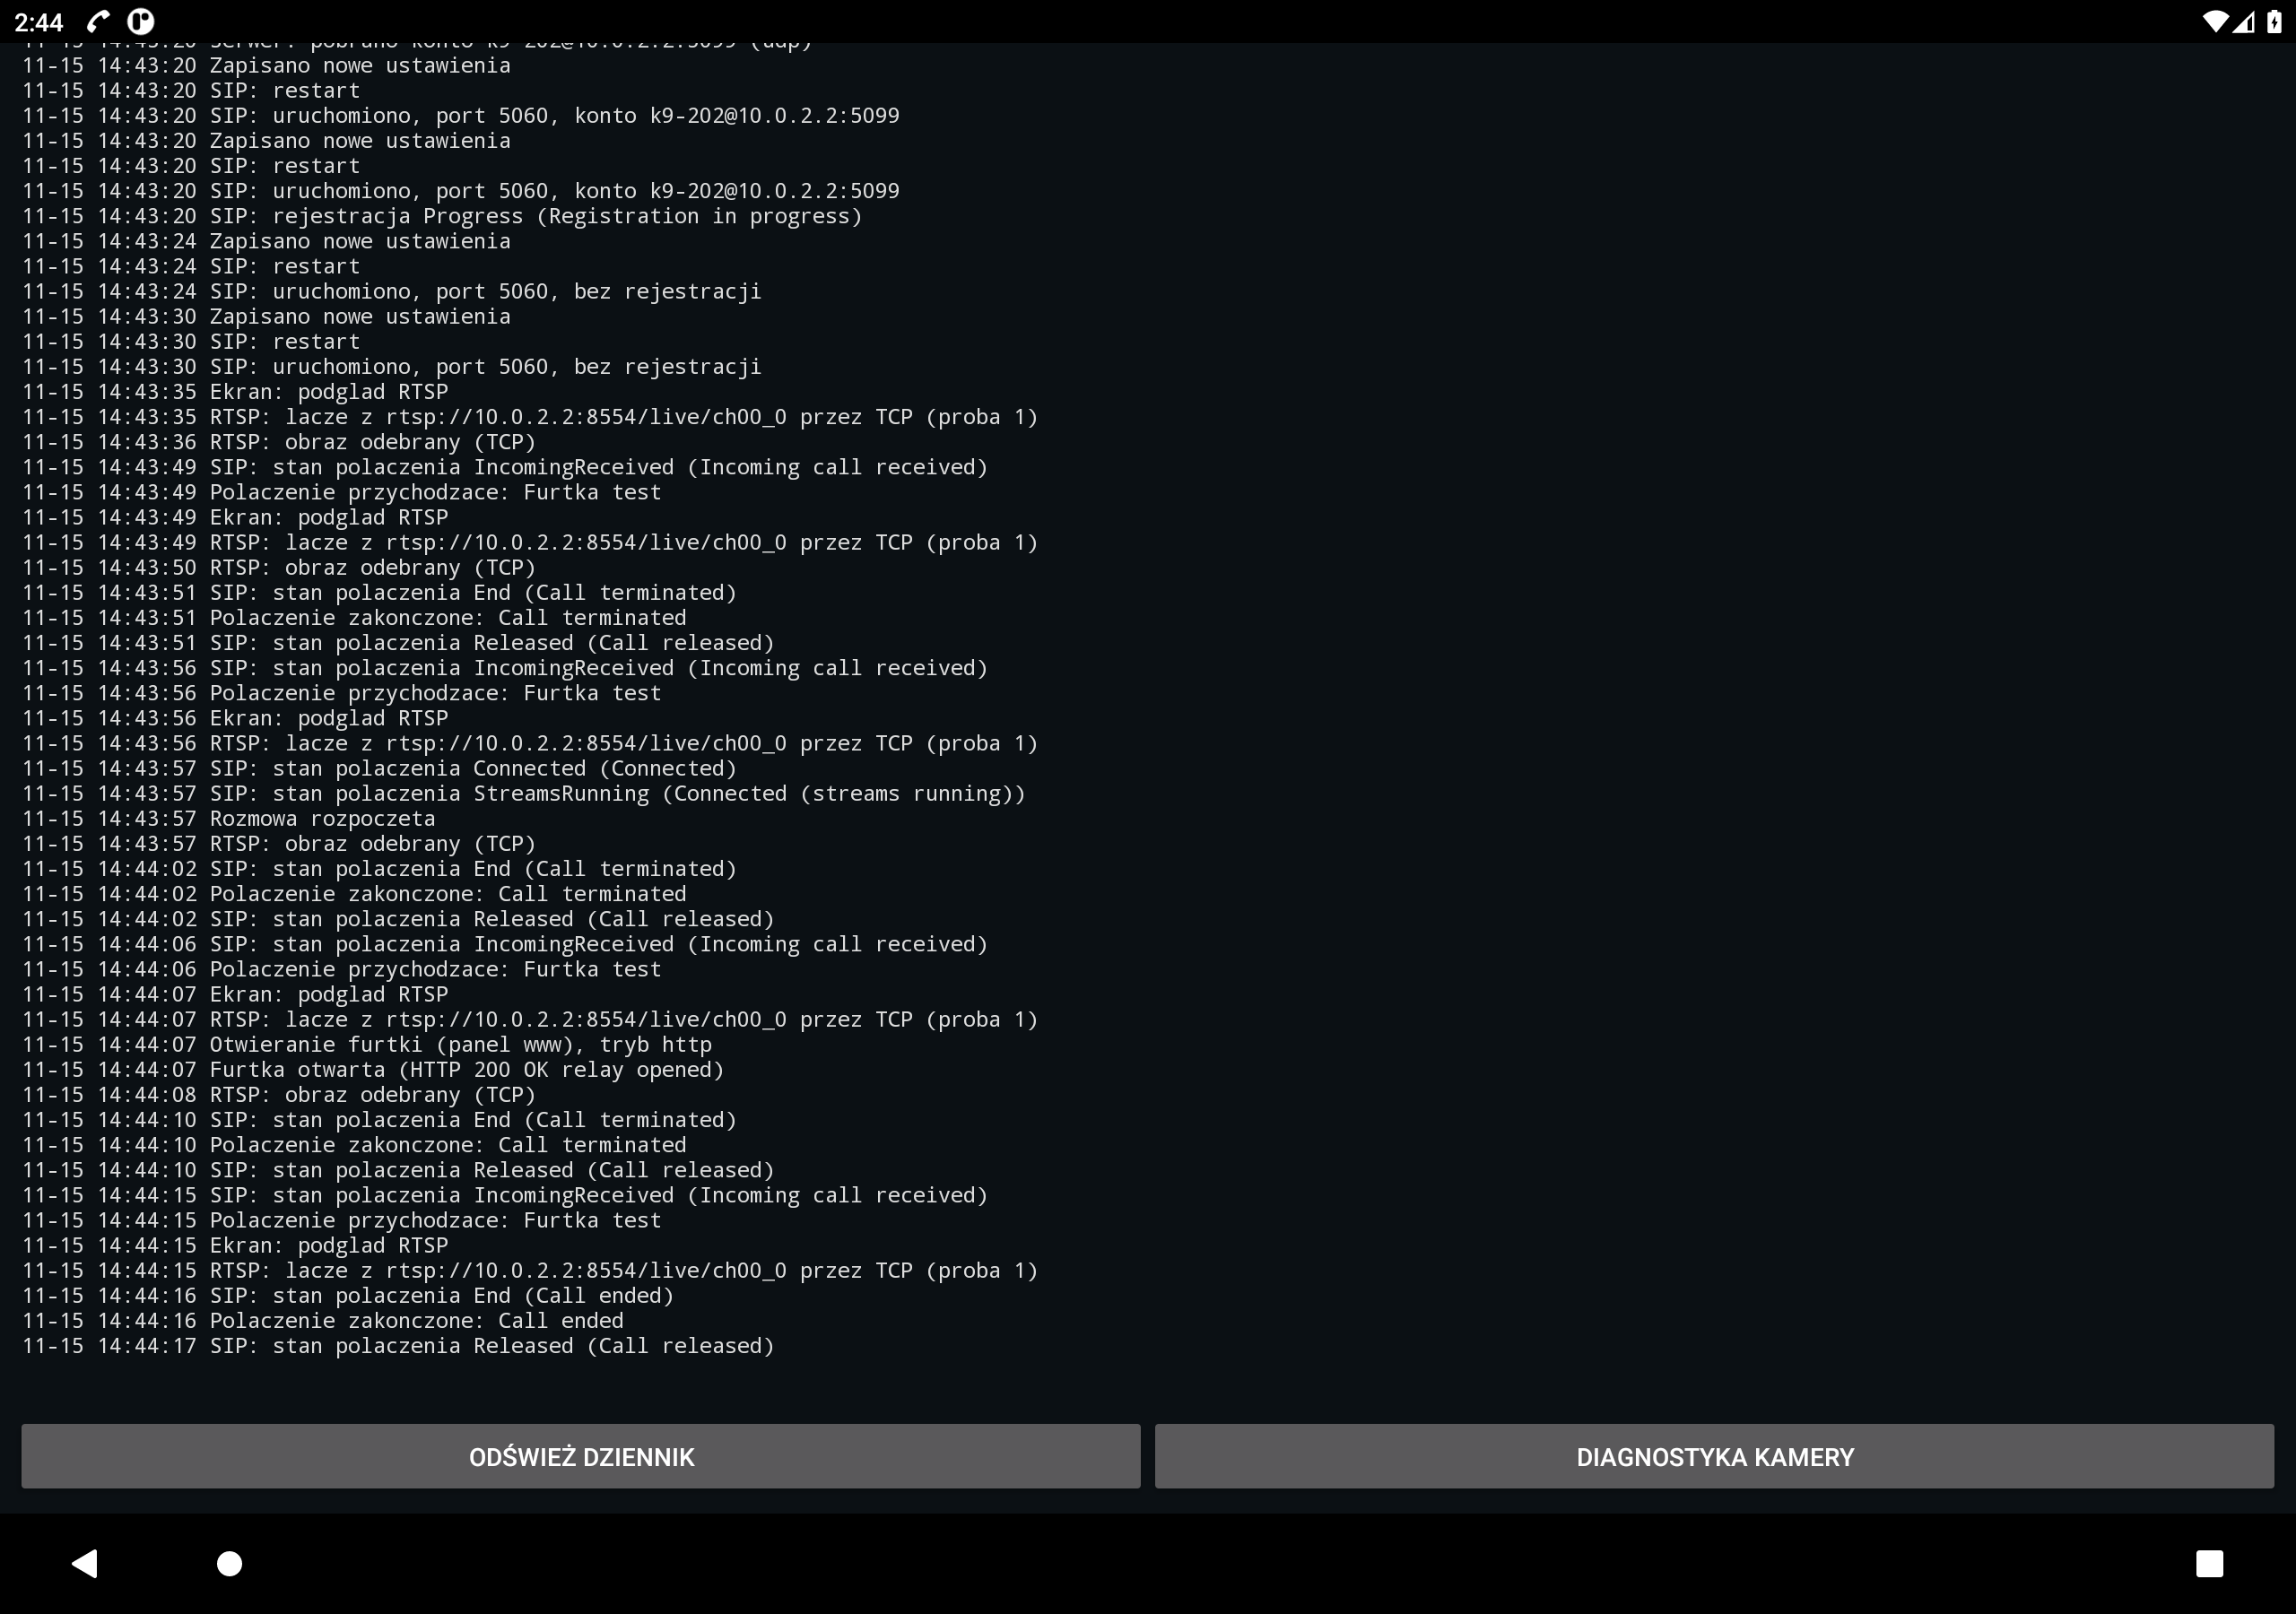 2:44
11-15 14:43:20 Serwer: pobrano konto k9-202@10.0.2.2:5099 (udp)
11-15 14:43:20 Zapisano nowe ustawienia
11-15 14:43:20 SIP: restart
11-15 14:43:20 SIP: uruchomiono, port 5060, konto k9-202@10.0.2.2:5099
11-15 14:43:20 Zapisano nowe ustawienia
11-15 14:43:20 SIP: restart
11-15 14:43:20 SIP: uruchomiono, port 5060, konto k9-202@10.0.2.2:5099
11-15 14:43:20 SIP: rejestracja Progress (Registration in progress)
11-15 14:43:24 Zapisano nowe ustawienia
11-15 14:43:24 SIP: restart
11-15 14:43:24 SIP: uruchomiono, port 5060, bez rejestracji
11-15 14:43:30 Zapisano nowe ustawienia
11-15 14:43:30 SIP: restart
11-15 14:43:30 SIP: uruchomiono, port 5060, bez rejestracji
11-15 14:43:35 Ekran: podglad RTSP
11-15 14:43:35 RTSP: lacze z rtsp://10.0.2.2:8554/live/ch00_0 przez TCP (proba 1)
11-15 14:43:36 RTSP: obraz odebrany (TCP)
11-15 14:43:49 SIP: stan polaczenia IncomingReceived (Incoming call received)
11-15 14:43:49 Polaczenie przychodzace: Furtka test
11-15 14:43:49 Ekran: podglad RTSP
11-15 14:43:49 RTSP: lacze z rtsp://10.0.2.2:8554/live/ch00_0 przez TCP (proba 1)
11-15 14:43:50 RTSP: obraz odebrany (TCP)
11-15 14:43:51 SIP: stan polaczenia End (Call terminated)
11-15 14:43:51 Polaczenie zakonczone: Call terminated
11-15 14:43:51 SIP: stan polaczenia Released (Call released)
11-15 14:43:56 SIP: stan polaczenia IncomingReceived (Incoming call received)
11-15 14:43:56 Polaczenie przychodzace: Furtka test
11-15 14:43:56 Ekran: podglad RTSP
11-15 14:43:56 RTSP: lacze z rtsp://10.0.2.2:8554/live/ch00_0 przez TCP (proba 1)
11-15 14:43:57 SIP: stan polaczenia Connected (Connected)
11-15 14:43:57 SIP: stan polaczenia StreamsRunning (Connected (streams running))
11-15 14:43:57 Rozmowa rozpoczeta
11-15 14:43:57 RTSP: obraz odebrany (TCP)
11-15 14:44:02 SIP: stan polaczenia End (Call terminated)
11-15 14:44:02 Polaczenie zakonczone: Call terminated
11-15 14:44:02 SIP: stan polaczenia Released (Call released)
11-15 14:44:06 SIP: stan polaczenia IncomingReceived (Incoming call received)
11-15 14:44:06 Polaczenie przychodzace: Furtka test
11-15 14:44:07 Ekran: podglad RTSP
11-15 14:44:07 RTSP: lacze z rtsp://10.0.2.2:8554/live/ch00_0 przez TCP (proba 1)
11-15 14:44:07 Otwieranie furtki (panel www), tryb http
11-15 14:44:07 Furtka otwarta (HTTP 200 OK relay opened)
11-15 14:44:08 RTSP: obraz odebrany (TCP)
11-15 14:44:10 SIP: stan polaczenia End (Call terminated)
11-15 14:44:10 Polaczenie zakonczone: Call terminated
11-15 14:44:10 SIP: stan polaczenia Released (Call released)
11-15 14:44:15 SIP: stan polaczenia IncomingReceived (Incoming call received)
11-15 14:44:15 Polaczenie przychodzace: Furtka test
11-15 14:44:15 Ekran: podglad RTSP
11-15 14:44:15 RTSP: lacze z rtsp://10.0.2.2:8554/live/ch00_0 przez TCP (proba 1)
11-15 14:44:16 SIP: stan polaczenia End (Call ended)
11-15 14:44:16 Polaczenie zakonczone: Call ended
11-15 14:44:17 SIP: stan polaczenia Released (Call released)
ODŚWIEŻ DZIENNIK
DIAGNOSTYKA KAMERY